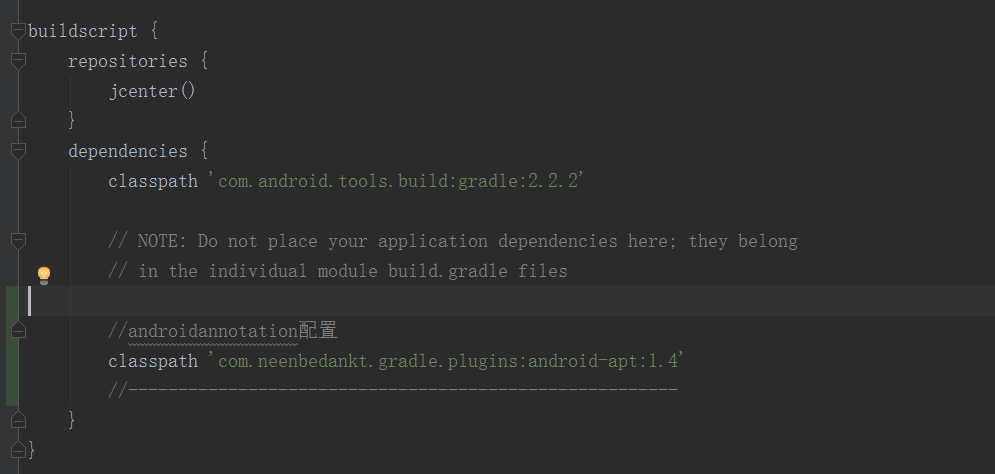 buildscript {
    repositories {
        jcenter()
    }
    dependencies {
        classpath 'com.android.tools.build:gradle:2.2.2'
        // NOTE: Do not place your application dependencies here; they belong
        // in the individual module build.gradle files
        //androidannotation配置
        classpath 'com.neenbedankt.gradle.plugins:android-apt:1.4'
        //-------------------------------------------------------
    }
}